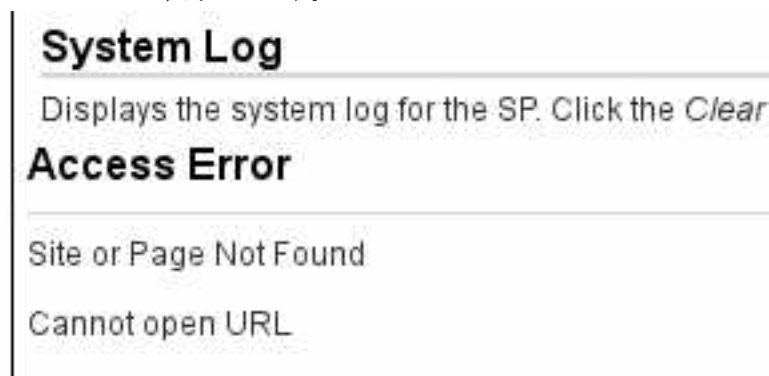 System Log
Displays the system log for the SP. Click the Clear
Access Error
Site or Page Not Found
Cannot open URL